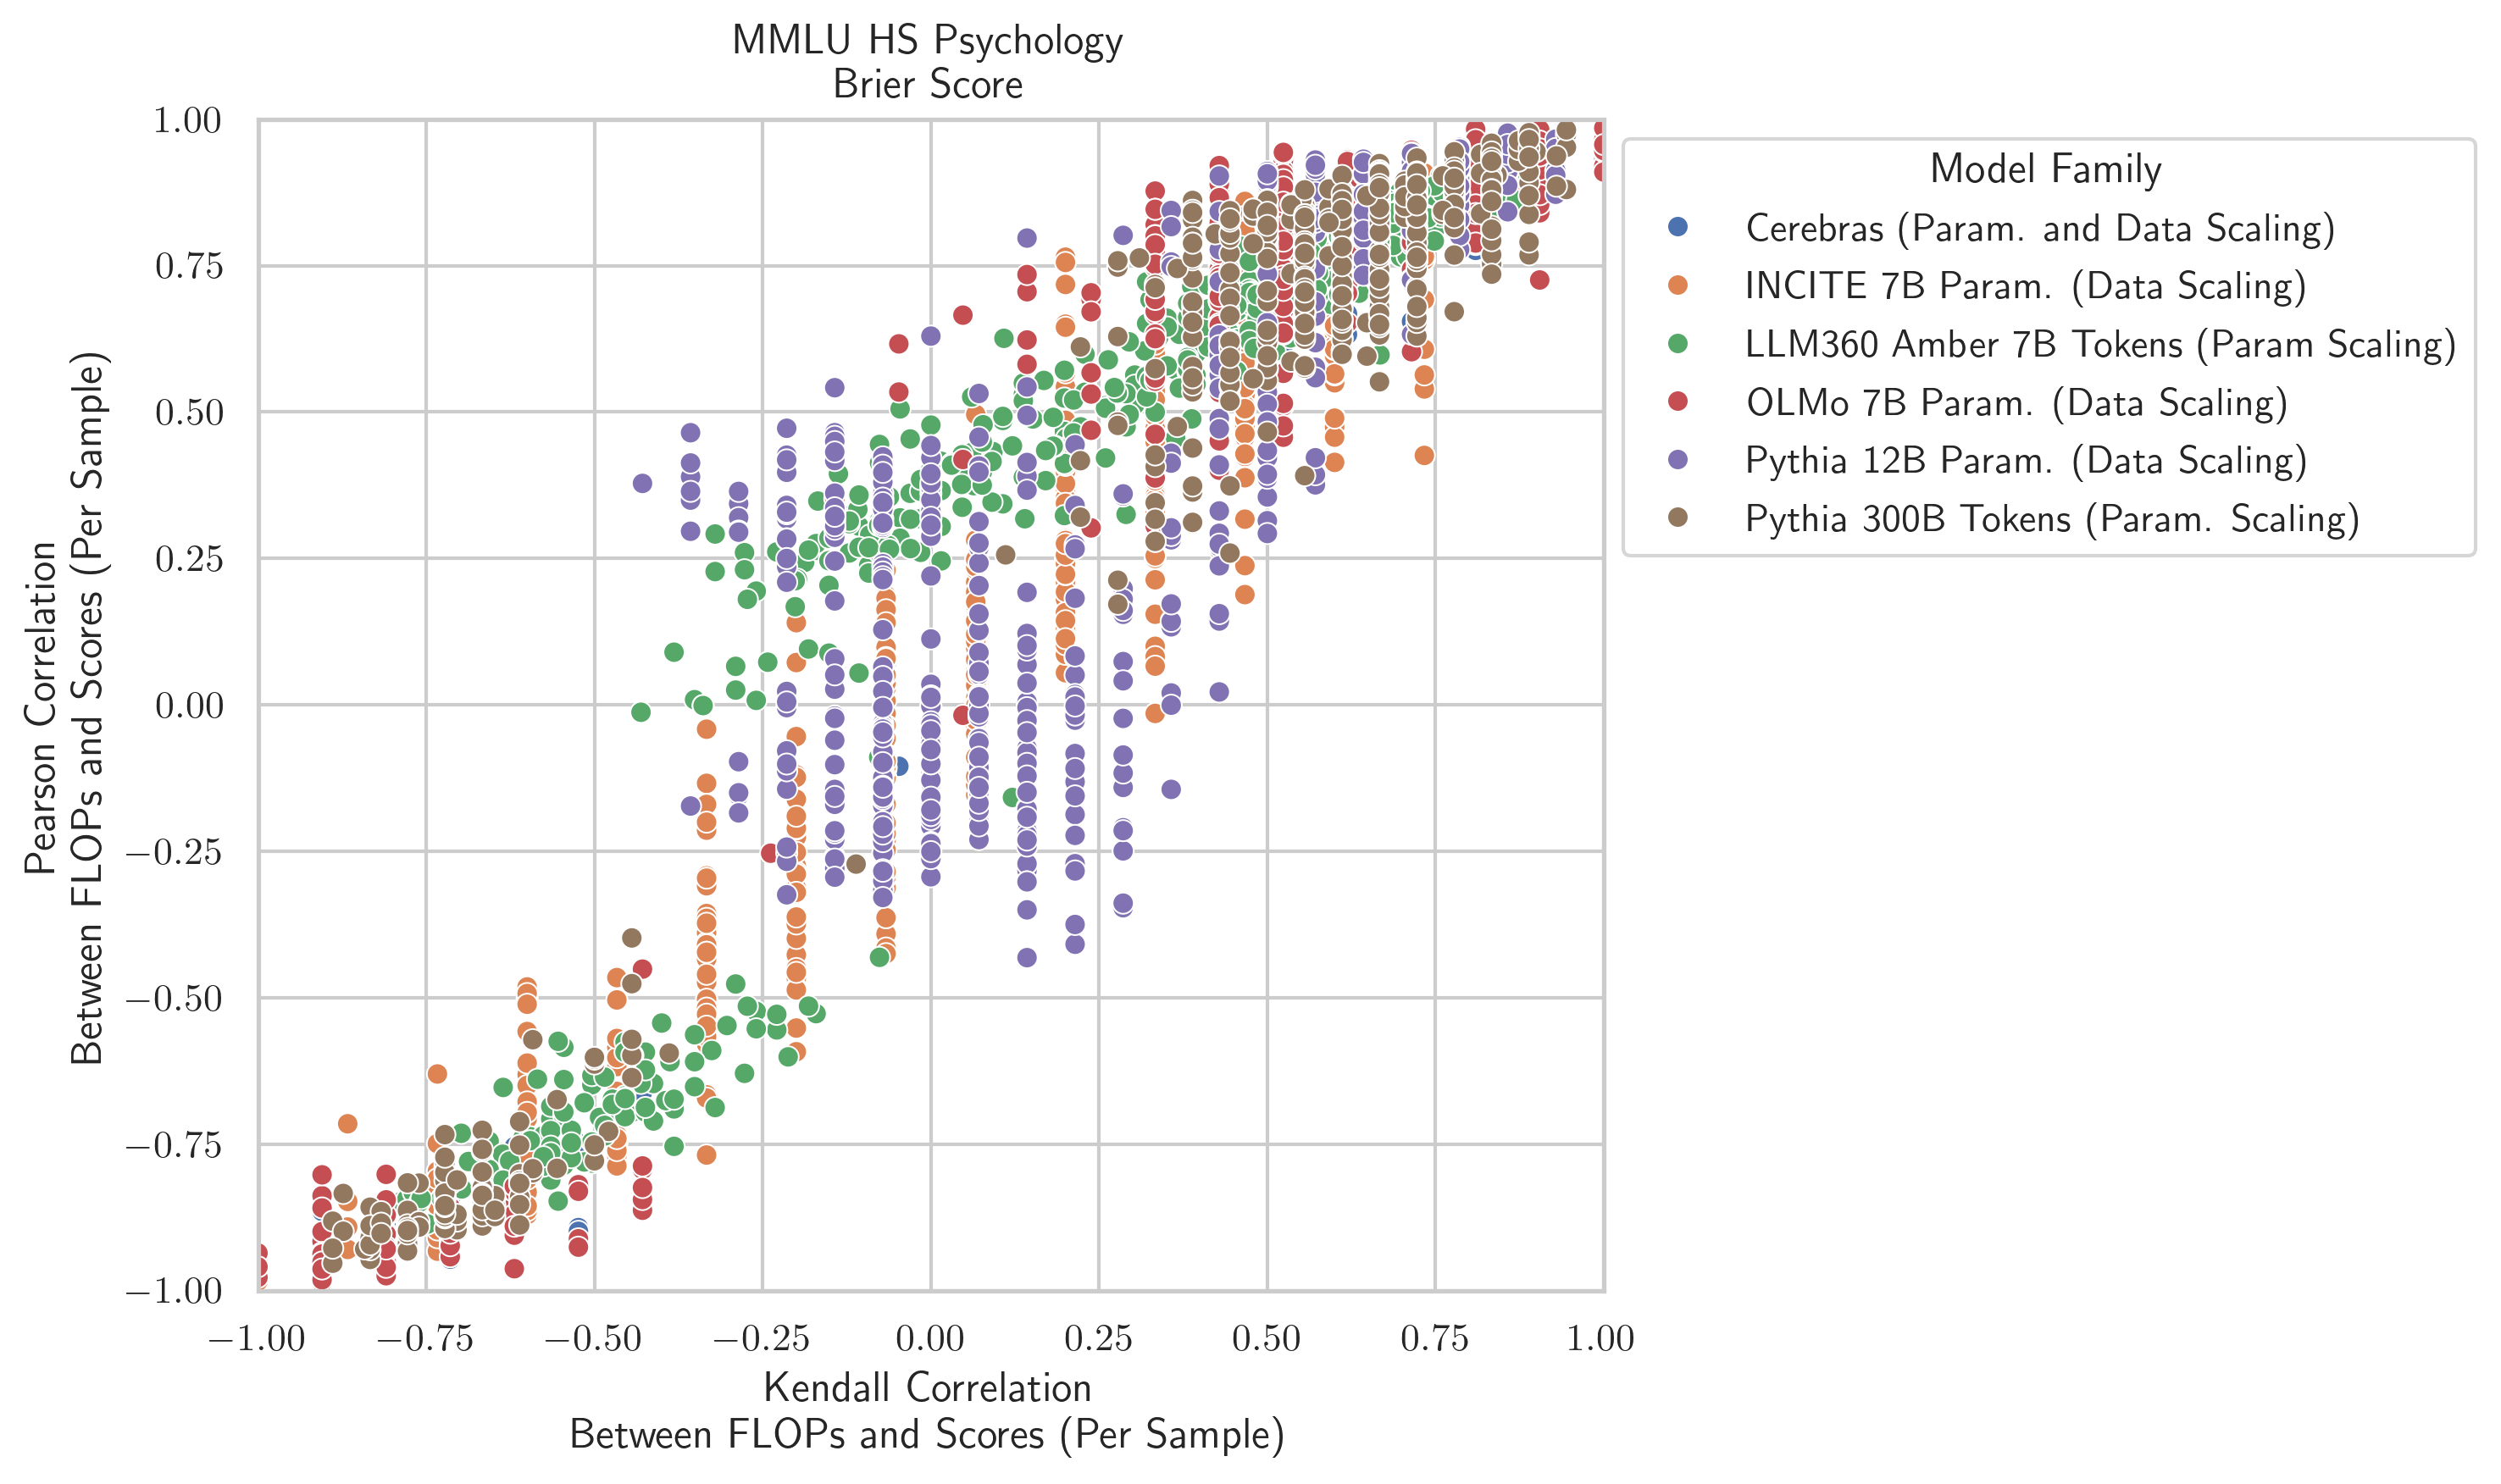 MMLU HS Psychology
Brier Score
Pearson Correlation
Between FLOPs and Scores (Per Sample)
1.00
0.75
0.50
0.25
0.00
−0.25
−0.50
−0.75
−1.00
−1.00
−0.75
−0.50
−0.25
0.00
0.25
0.50
0.75
1.00
Kendall Correlation
Between FLOPs and Scores (Per Sample)
Model Family
Cerebras (Param. and Data Scaling)
INCITE 7B Param. (Data Scaling)
LLM360 Amber 7B Tokens (Param Scaling)
OLMo 7B Param. (Data Scaling)
Pythia 12B Param. (Data Scaling)
Pythia 300B Tokens (Param. Scaling)